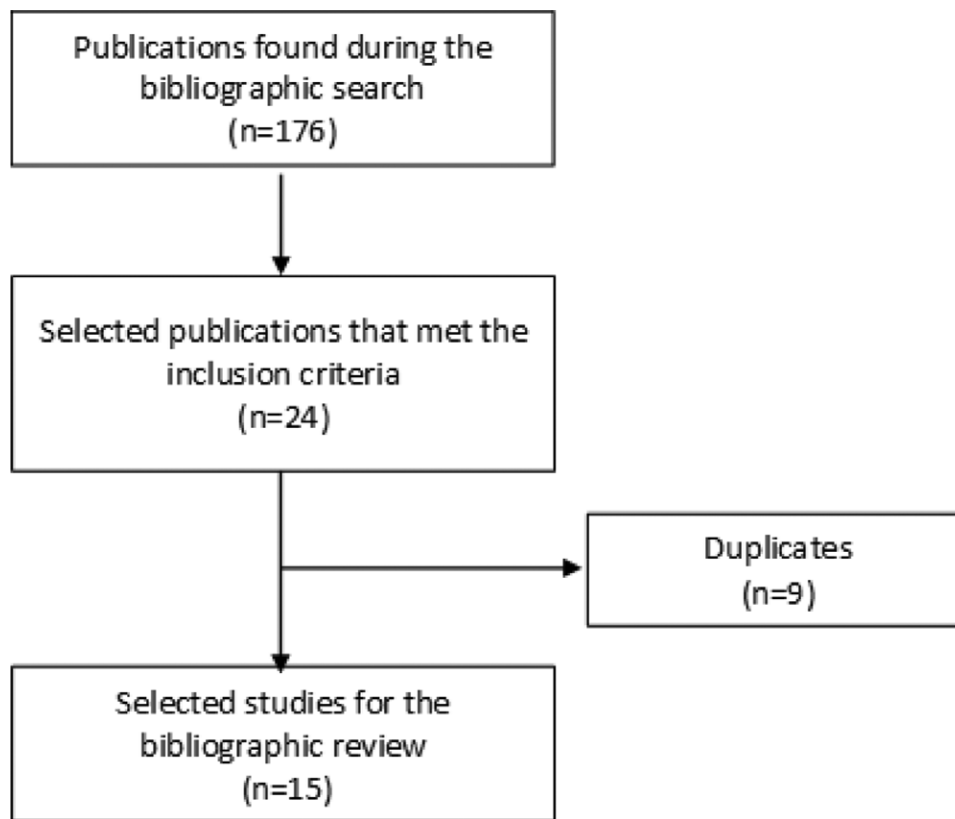 Publications found during the
bibliographic search
(n=176)
Selected publications that met the
inclusion criteria
(n=24)
Duplicates
(n=9)
Selected studies for the
bibliographic review
(n=15)